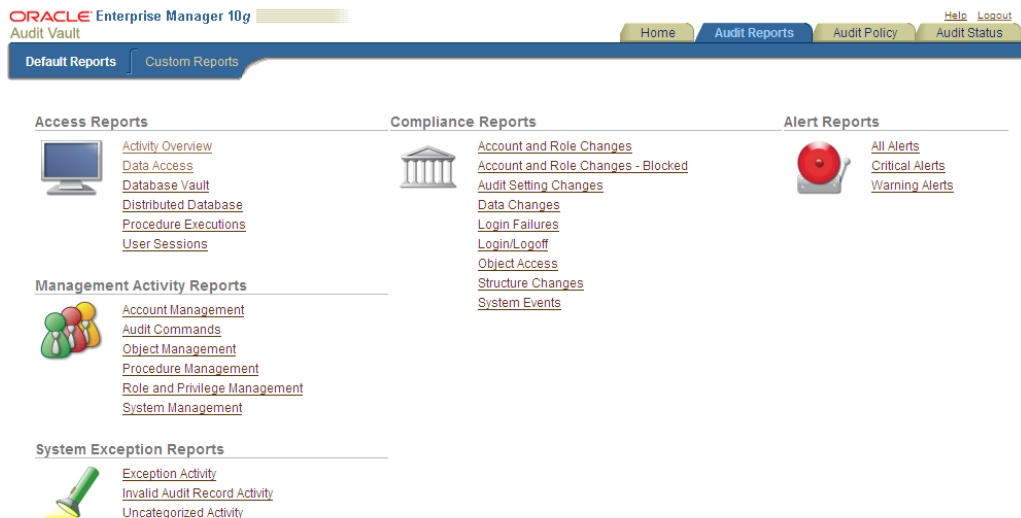 ORACLE Enterprise Manager 10g
Audit Vault
Help Logout
Home Audit Reports Audit Policy Audit Status
Default Reports Custom Reports
Access Reports
Activity Overview
Data Access
Database Vault
Distributed Database
Procedure Executions
User Sessions
Management Activity Reports
Account Management
Audit Commands
Object Management
Procedure Management
Role and Privilege Management
System Management
System Exception Reports
Exception Activity
Invalid Audit Record Activity
Uncategorized Activity
Compliance Reports
Account and Role Changes
Account and Role Changes - Blocked
Audit Setting Changes
Data Changes
Login Failures
Login/Logoff
Object Access
Structure Changes
System Events
Alert Reports
All Alerts
Critical Alerts
Warning Alerts